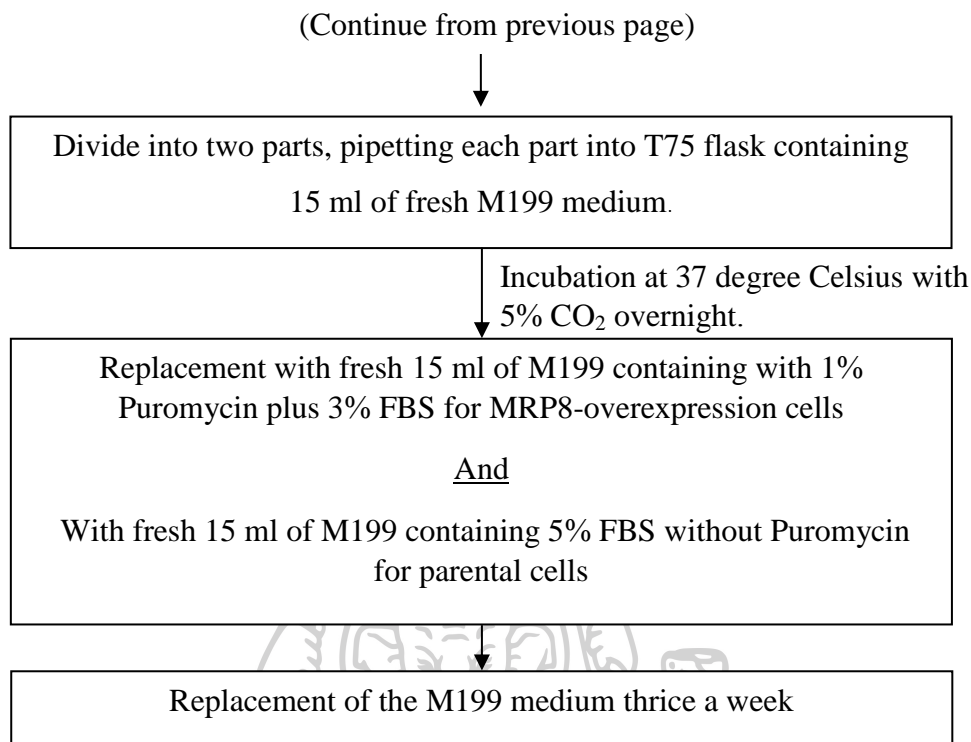 (Continue from previous page)
Divide into two parts, pipetting each part into T75 flask containing
15 ml of fresh M199 medium.
Incubation at 37 degree Celsius with
5% CO₂ overnight.
Replacement with fresh 15 ml of M199 containing with 1%
Puromycin plus 3% FBS for MRP8-overexpression cells
And
With fresh 15 ml of M199 containing 5% FBS without Puromycin
for parental cells
Replacement of the M199 medium thrice a week